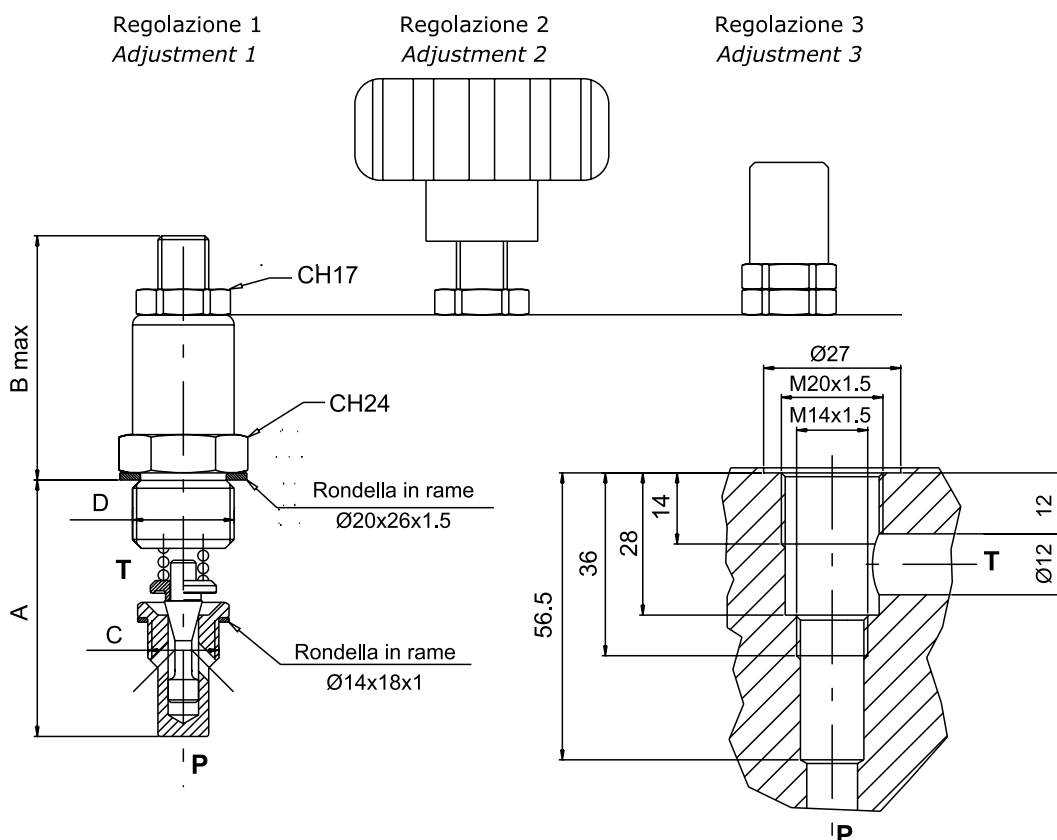 Regolazione 1
Adjustment 1
Regolazione 2
Adjustment 2
Regolazione 3
Adjustment 3
B max
CH17
CH24
D
Rondella in rame
Ø20x26x1.5
T
A
C
Rondella in rame
Ø14x18x1
P
Ø27
M20x1.5
M14x1.5
14
28
36
56.5
12
Ø12
T
P